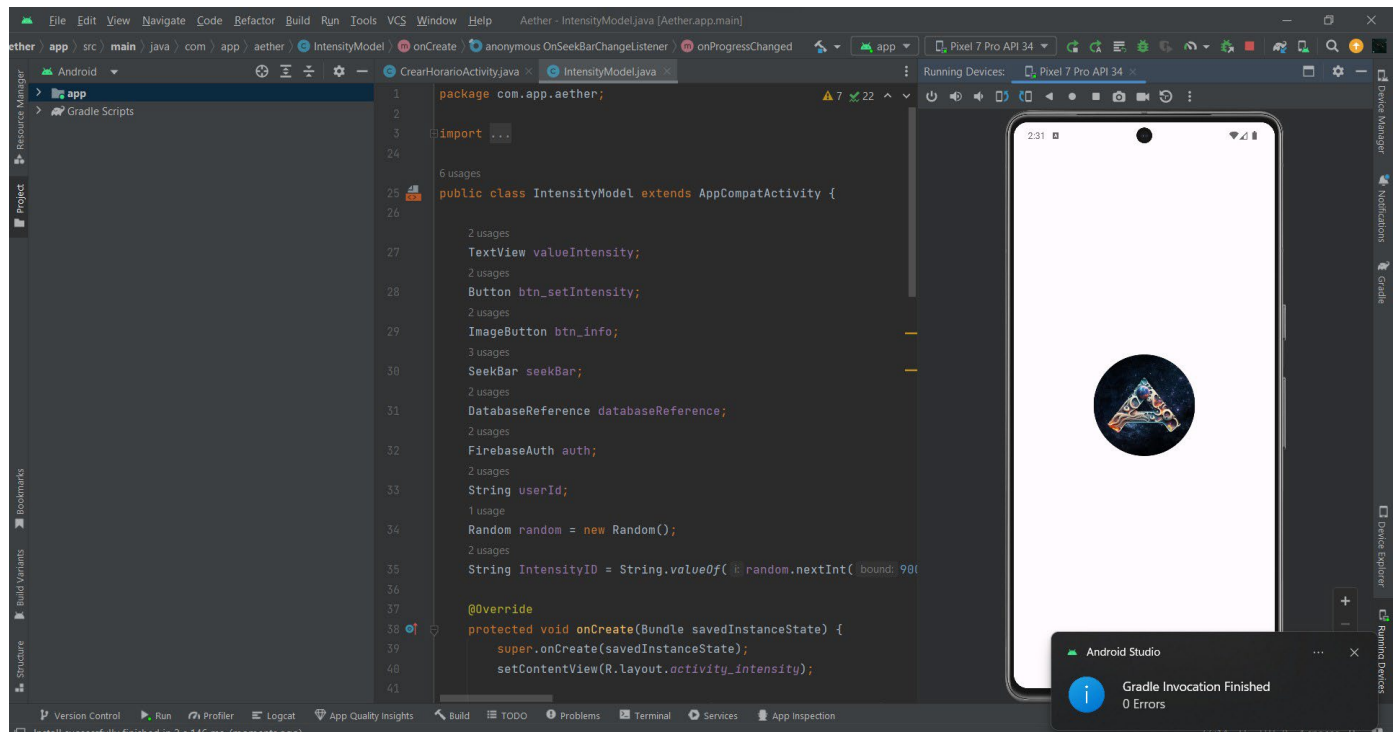 File Edit View Navigate Code Refactor Build Run Tools VCS Window Help Aether - IntensityModel.java [Aether.app.main]
ether app src main java com app aether IntensityModel onCreate anonymous OnSeekBarChangeListener onProgressChanged app Pixel 7 Pro API 34
Android
CrearHorarioActivity.java IntensityModel.java
Running Devices: Pixel 7 Pro API 34
Resource Manager
Project
Bookmarks
Build Variants
Structure
app
Gradle Scripts
7 22
1 package com.app.aether;
2
3 import ...
24
6 usages
25 public class IntensityModel extends AppCompatActivity {
26
2 usages
27 TextView valueIntensity;
2 usages
28 Button btn_setIntensity;
2 usages
29 ImageButton btn_info;
3 usages
30 SeekBar seekBar;
2 usages
31 DatabaseReference databaseReference;
2 usages
32 FirebaseAuth auth;
2 usages
33 String userId;
1 usage
34 Random random = new Random();
2 usages
35 String IntensityID = String.valueOf( i: random.nextInt( bound: 900
36
37 @Override
38 protected void onCreate(Bundle savedInstanceState) {
39 super.onCreate(savedInstanceState);
40 setContentView(R.layout.activity_intensity);
41
2:31
Device Manager
Notifications
Gradle
Device Explorer
Running Devices
Android Studio
Gradle Invocation Finished
0 Errors
Version Control Run Profiler Logcat App Quality Insights Build TODO Problems Terminal Services App Inspection